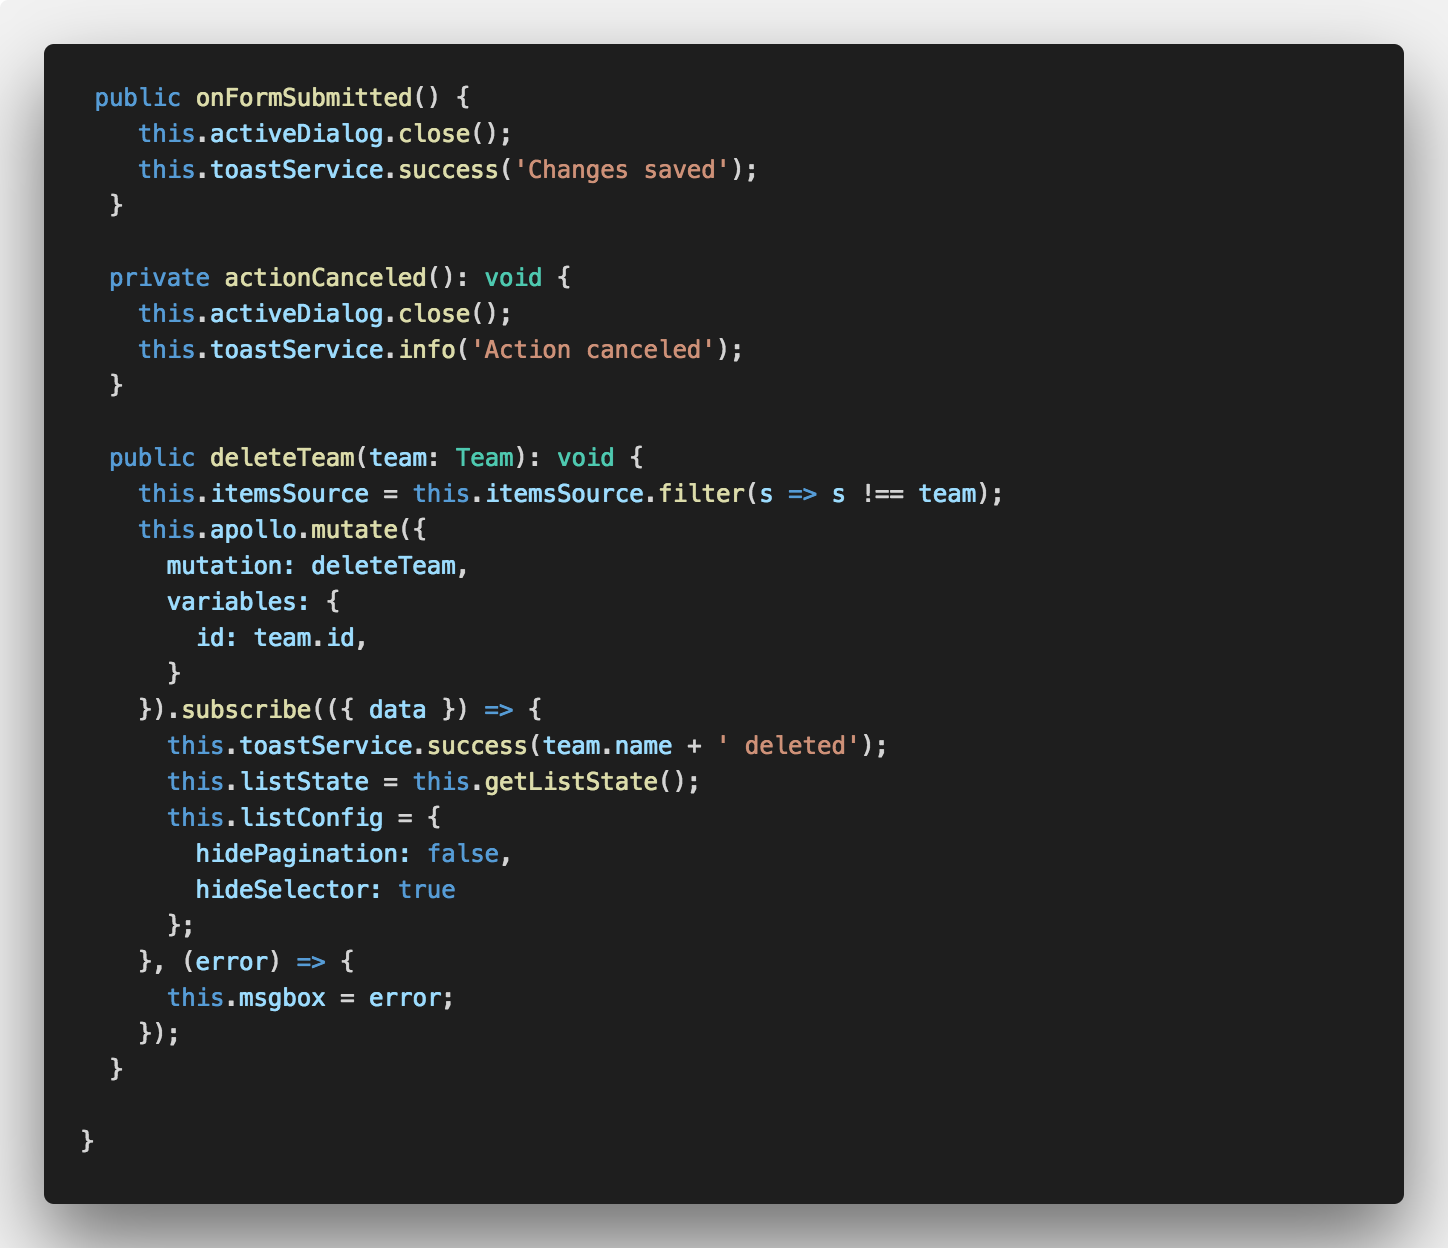 public onFormSubmitted() {
    this.activeDialog.close();
    this.toastService.success('Changes saved');
  }

  private actionCanceled(): void {
    this.activeDialog.close();
    this.toastService.info('Action canceled');
  }

  public deleteTeam(team: Team): void {
    this.itemsSource = this.itemsSource.filter(s => s !== team);
    this.apollo.mutate({
      mutation: deleteTeam,
      variables: {
        id: team.id,
      }
    }).subscribe(({ data }) => {
      this.toastService.success(team.name + ' deleted');
      this.listState = this.getListState();
      this.listConfig = {
        hidePagination: false,
        hideSelector: true
      };
    }, (error) => {
      this.msgbox = error;
    });
  }

}